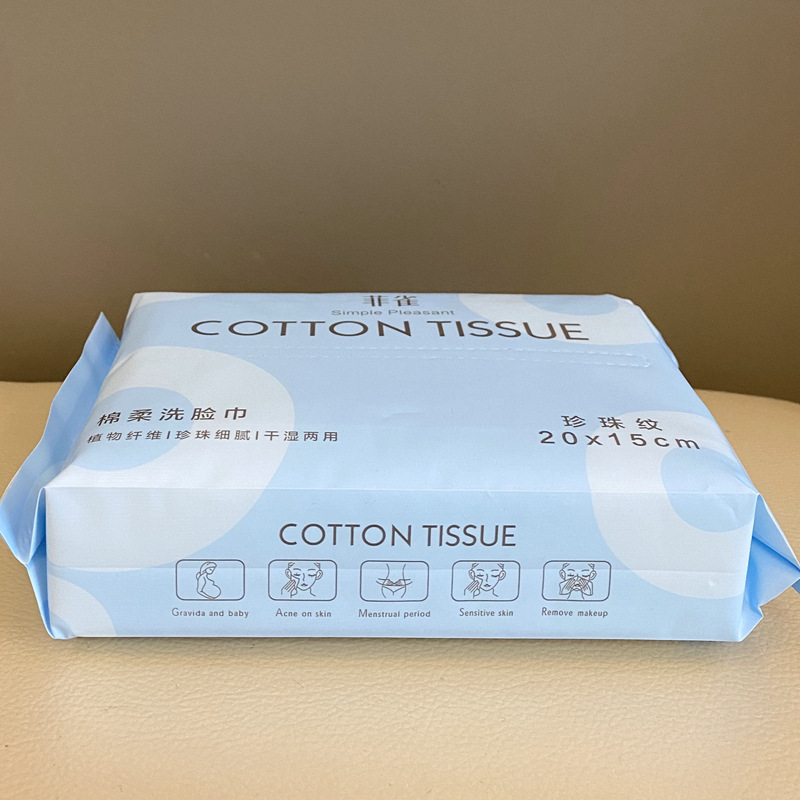 菲雀
Simple Pleasant
COTTON TISSUE
棉柔洗脸巾
植物纤维|珍珠细腻|干湿两用
珍珠纹
20x15cm
COTTON TISSUE
Gravida and baby
Acne on skin
Menstrual period
Sensitive skin
Remove makeup